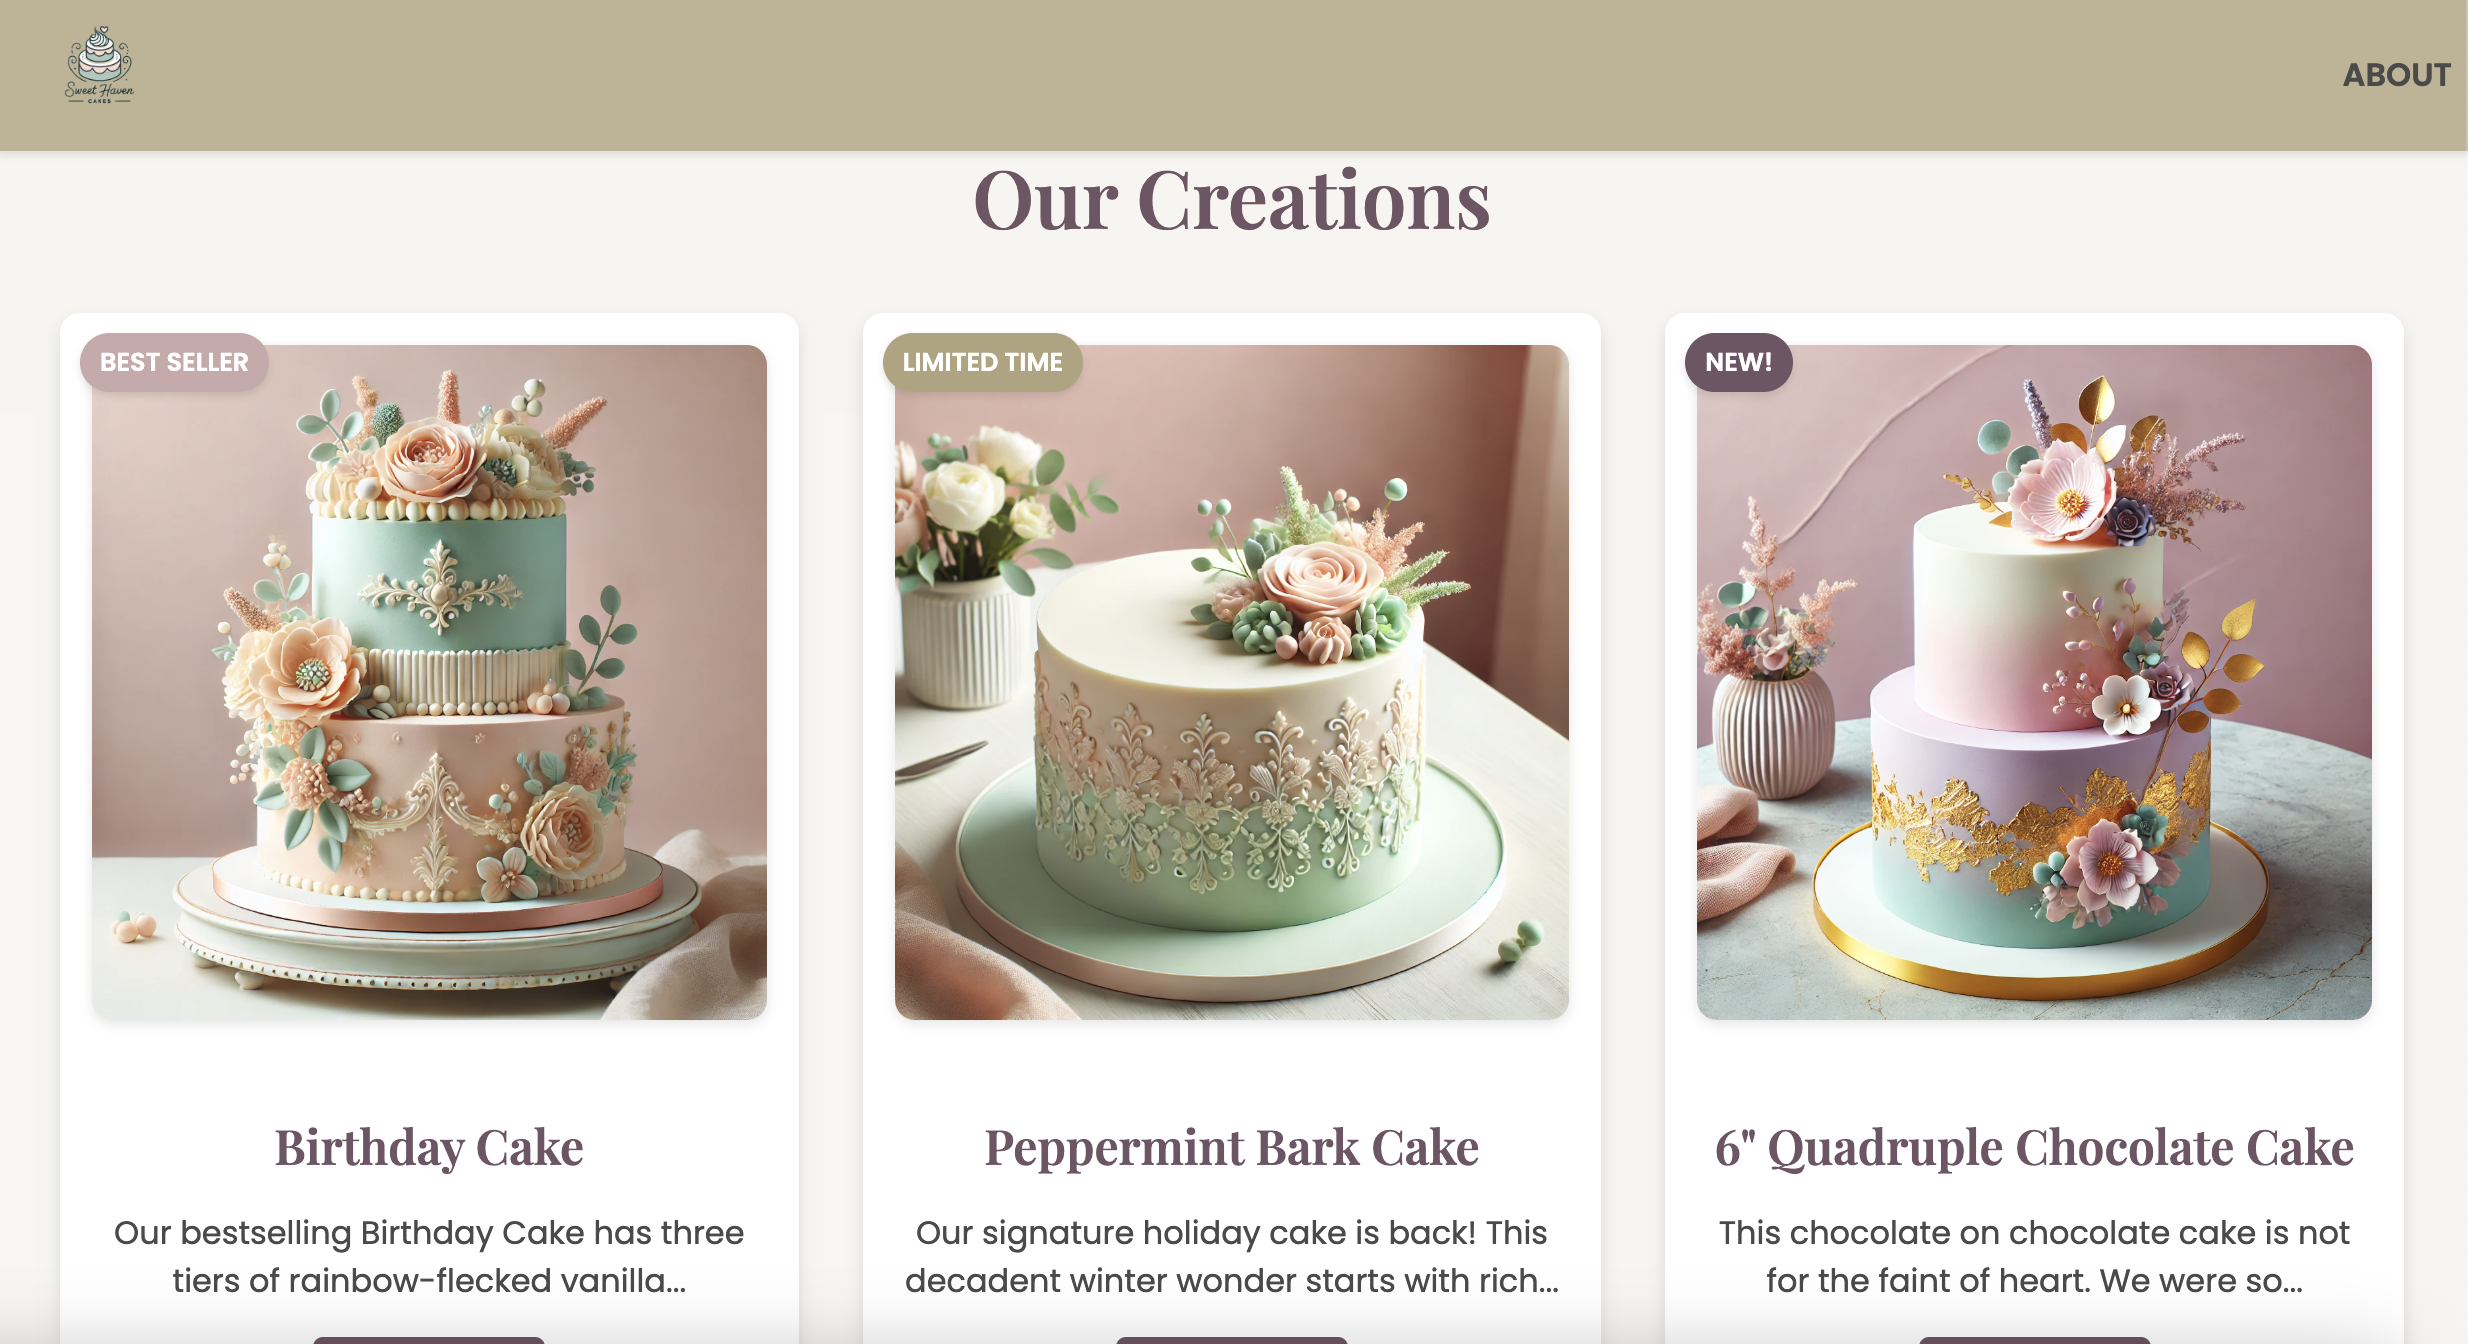 Sweet Haven
CAKES
ABOUT
Our Creations
BEST SELLER
LIMITED TIME
NEW!
Birthday Cake
Our bestselling Birthday Cake has three
tiers of rainbow-flecked vanilla...
Peppermint Bark Cake
Our signature holiday cake is back! This
decadent winter wonder starts with rich...
6" Quadruple Chocolate Cake
This chocolate on chocolate cake is not
for the faint of heart. We were so...